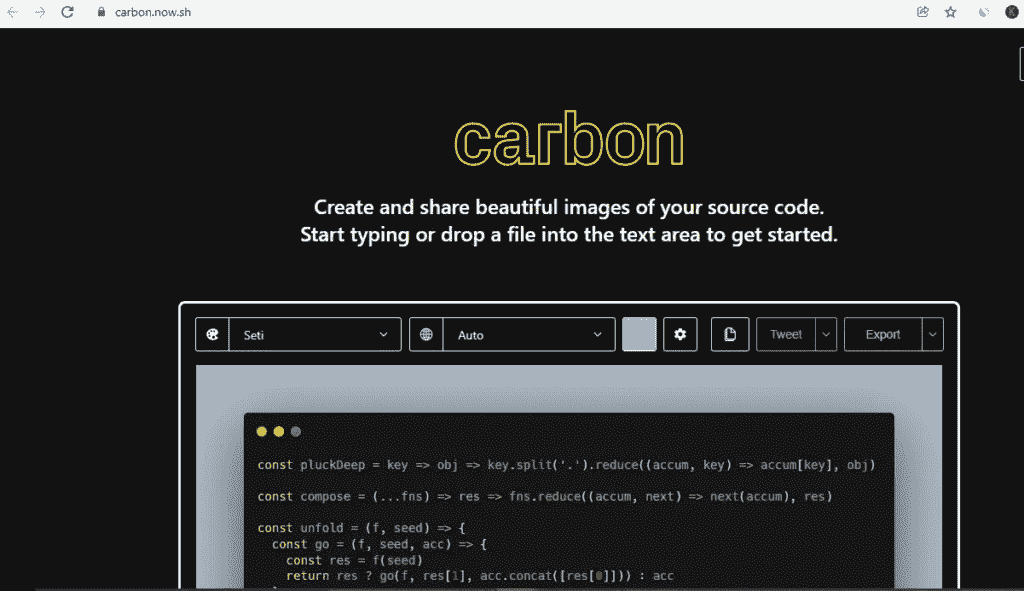 carbon.now.sh
K
carbon
Create and share beautiful images of your source code.
Start typing or drop a file into the text area to get started.
Seti
Auto
Tweet
Export
const pluckDeep = key => obj => key.split('.').reduce((accum, key) => accum[key], obj)
const compose = (...fns) => res => fns.reduce((accum, next) => next(accum), res)
const unfold = (f, seed) => {
const go = (f, seed, acc) => {
const res = f(seed)
return res ? go(f, res[1], acc.concat([res[0]])) : acc